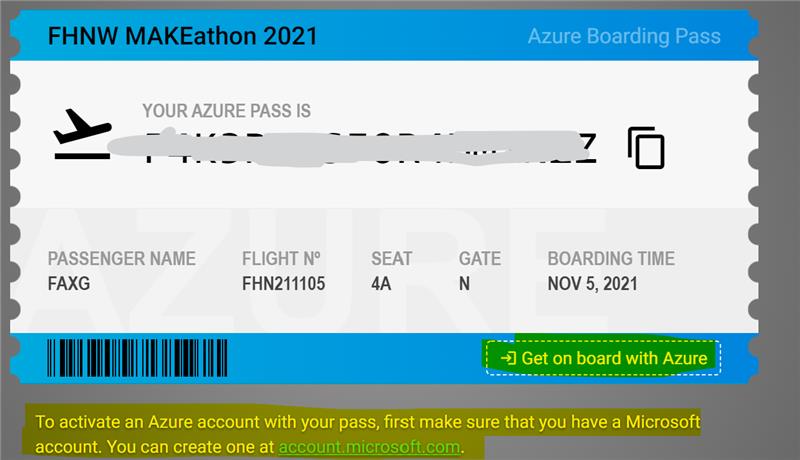 FHNW MAKEathon 2021
Azure Boarding Pass
YOUR AZURE PASS IS
AZURE
PASSENGER NAME FLIGHT Nº SEAT GATE BOARDING TIME
FAXG FHN211105 4A N NOV 5, 2021
Get on board with Azure
To activate an Azure account with your pass, first make sure that you have a Microsoft
account. You can create one at account.microsoft.com.